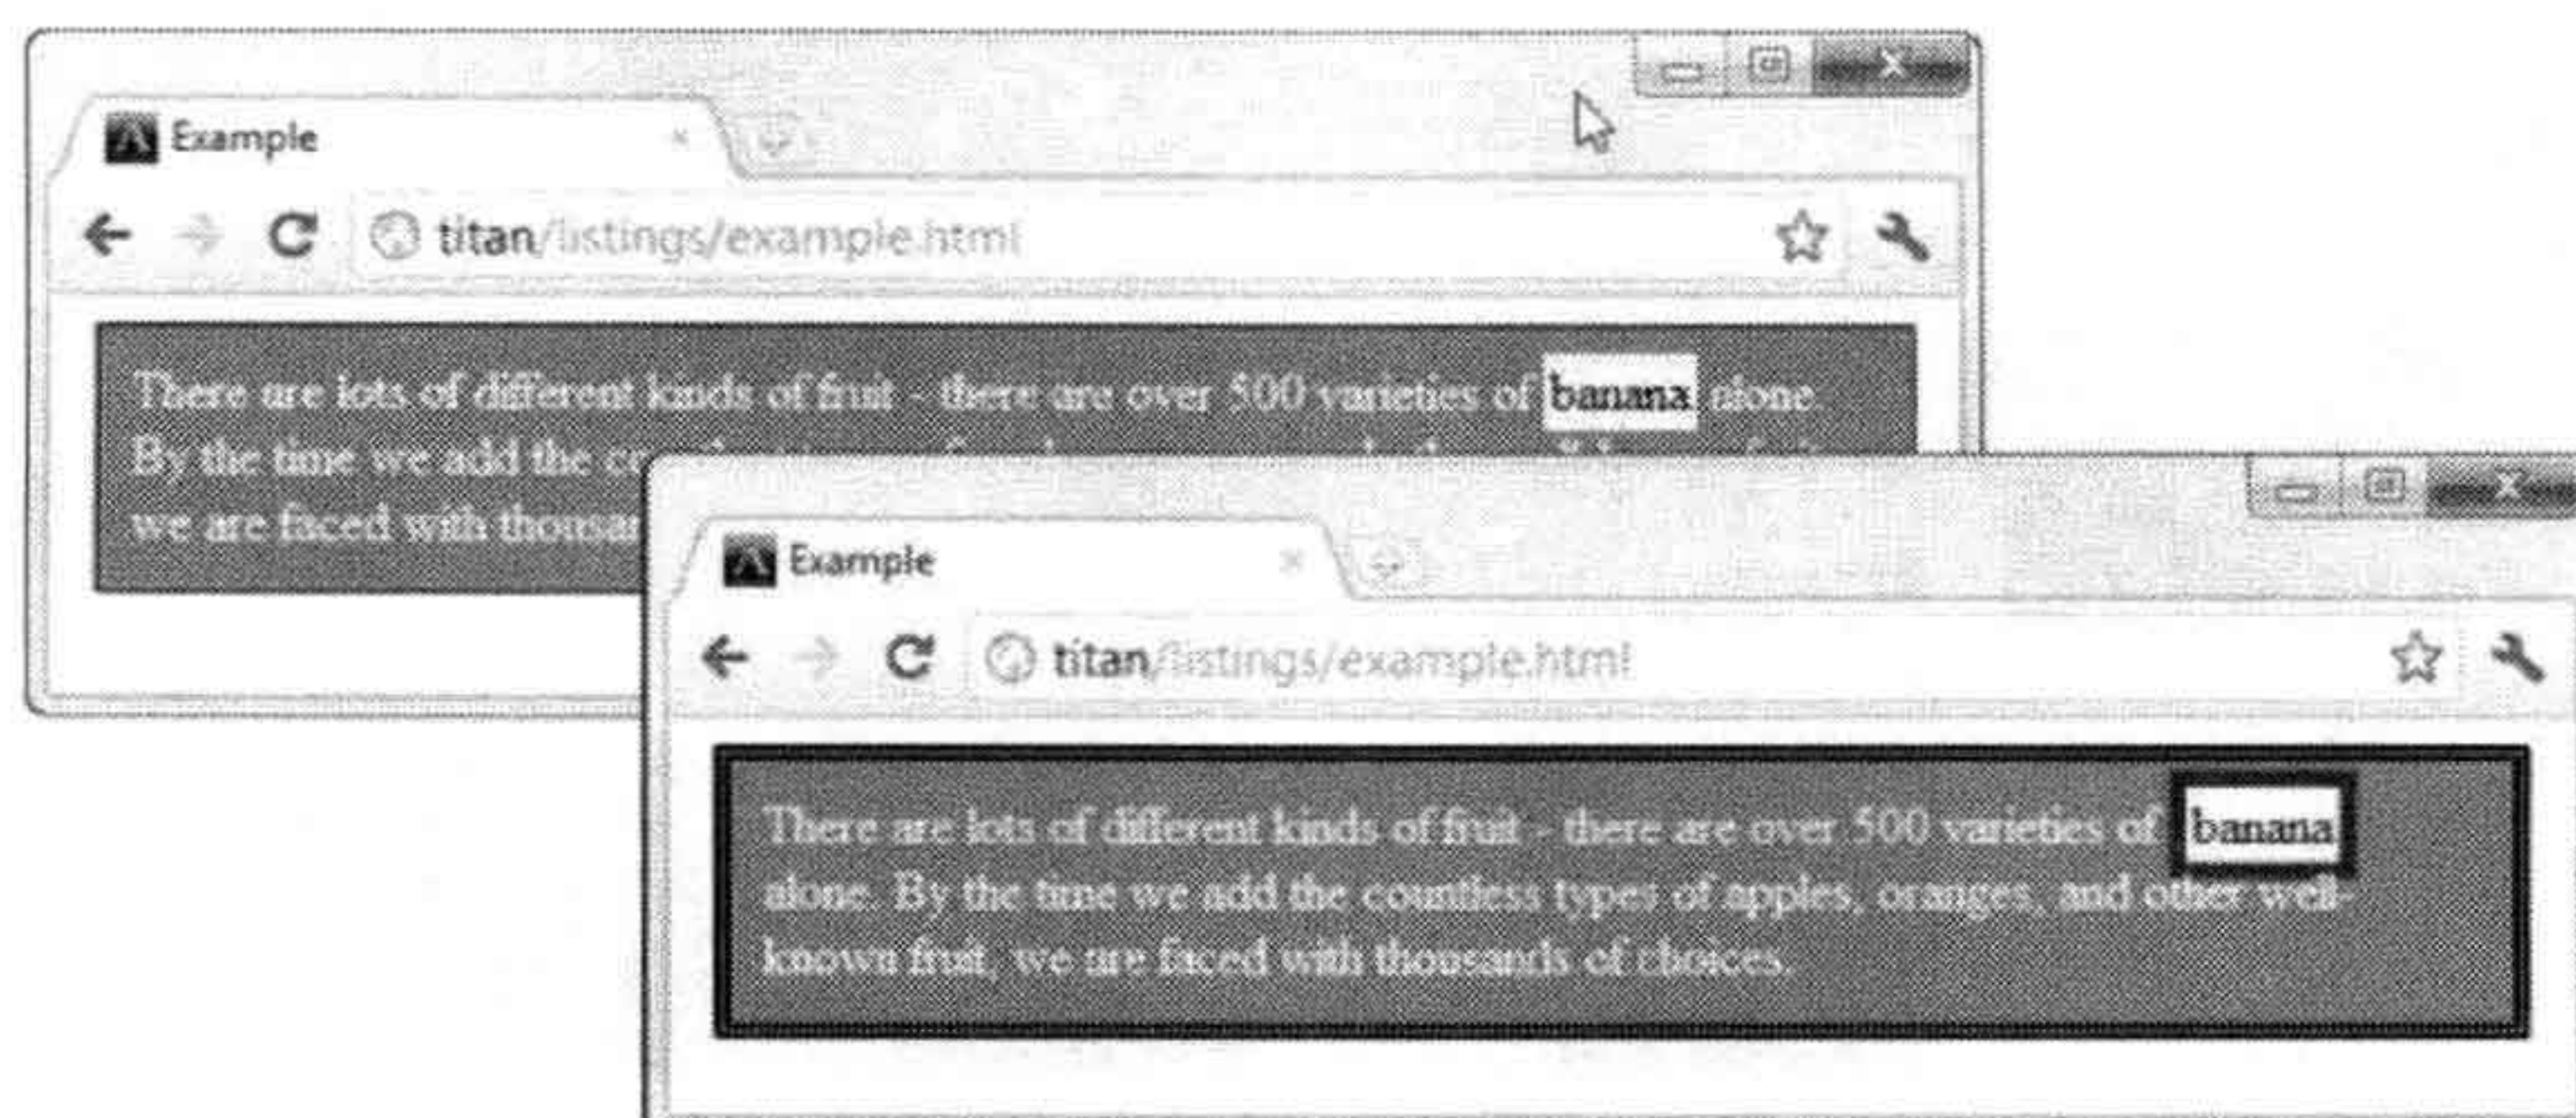 Example
titan/listings/example.html
There are lots of different kinds of fruit - there are over 500 varieties of banana alone.
By the time we add the
we are faced with
Example
titan/listings/example.html
There are lots of different kinds of fruit - there are over 500 varieties of banana
alone. By the time we add the countless types of apples, oranges, and other well-
known fruit, we are faced with thousands of choices.